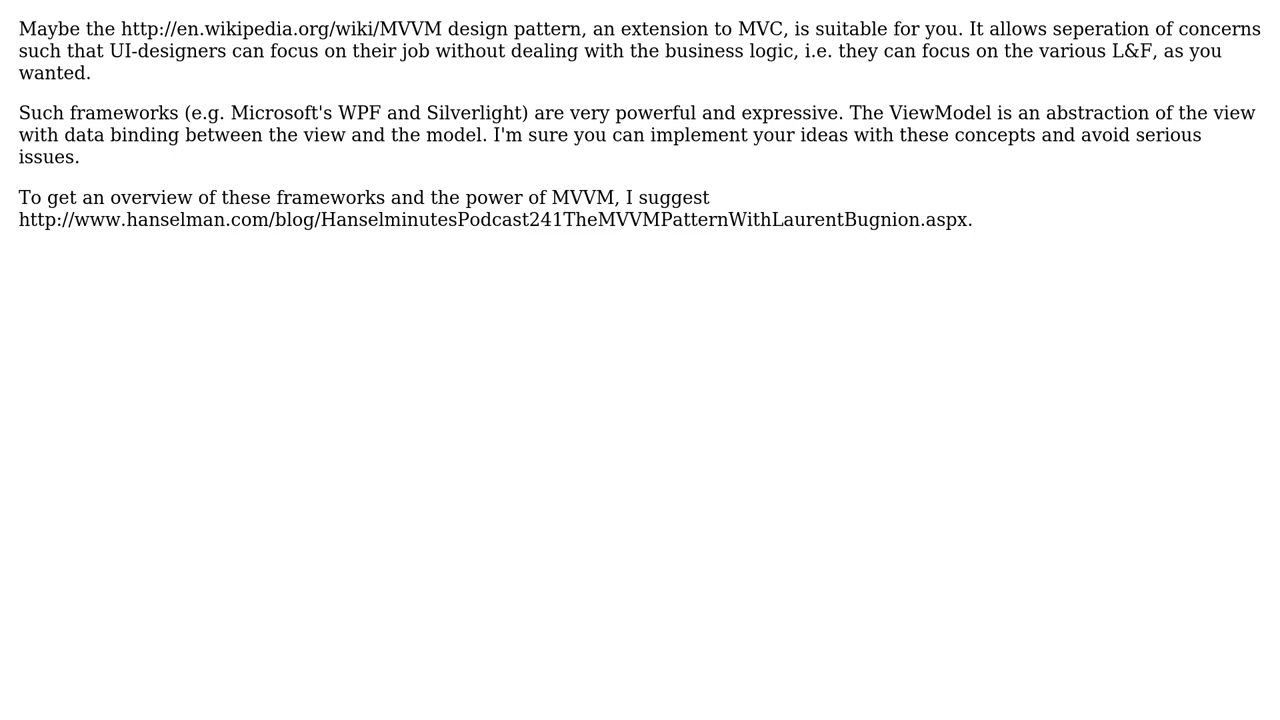 Maybe the http://en.wikipedia.org/wiki/MVVM design pattern, an extension to MVC, is suitable for you. It allows seperation of concerns
such that UI-designers can focus on their job without dealing with the business logic, i.e. they can focus on the various L&F, as you
wanted.
Such frameworks (e.g. Microsoft's WPF and Silverlight) are very powerful and expressive. The ViewModel is an abstraction of the view
with data binding between the view and the model. I'm sure you can implement your ideas with these concepts and avoid serious
issues.
To get an overview of these frameworks and the power of MVVM, I suggest
http://www.hanselman.com/blog/HanselminutesPodcast241TheMVVMPatternWithLaurentBugnion.aspx.